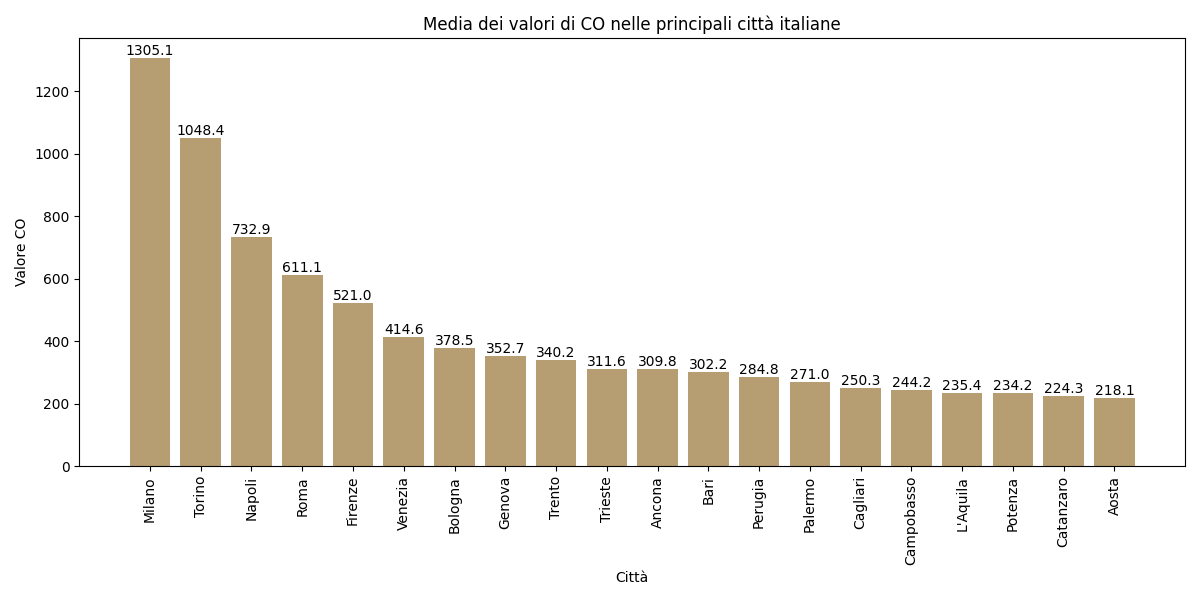 Media dei valori di CO nelle principali città italiane
1305.1
1048.4
732.9
611.1
521.0
414.6
378.5
352.7
340.2
311.6
309.8
302.2
284.8
271.0
250.3
244.2
235.4
234.2
224.3
218.1
Valore CO
1200
1000
800
600
400
200
0
Milano
Torino
Napoli
Roma
Firenze
Venezia
Bologna
Genova
Trento
Trieste
Ancona
Bari
Perugia
Palermo
Cagliari
Campobasso
L'Aquila
Potenza
Catanzaro
Aosta
Città